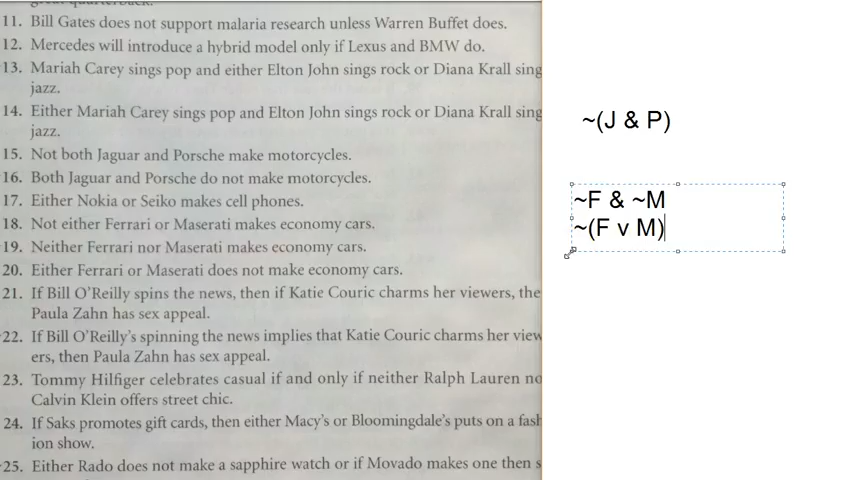 great quarterback.
11. Bill Gates does not support malaria research unless Warren Buffet does.
12. Mercedes will introduce a hybrid model only if Lexus and BMW do.
13. Mariah Carey sings pop and either Elton John sings rock or Diana Krall sing
jazz.
14. Either Mariah Carey sings pop and Elton John sings rock or Diana Krall sing
jazz.
15. Not both Jaguar and Porsche make motorcycles.
16. Both Jaguar and Porsche do not make motorcycles.
17. Either Nokia or Seiko makes cell phones.
18. Not either Ferrari or Maserati makes economy cars.
19. Neither Ferrari nor Maserati makes economy cars.
20. Either Ferrari or Maserati does not make economy cars.
21. If Bill O'Reilly spins the news, then if Katie Couric charms her viewers, the
Paula Zahn has sex appeal.
22. If Bill O'Reilly's spinning the news implies that Katie Couric charms her view
ers, then Paula Zahn has sex appeal.
23. Tommy Hilfiger celebrates casual if and only if neither Ralph Lauren no
Calvin Klein offers street chic.
24. If Saks promotes gift cards, then either Macy's or Bloomingdale's puts on a fash
ion show.
25. Either Rado does not make a sapphire watch or if Movado makes one then s
~(J & P)
~F & ~M
~(F v M)